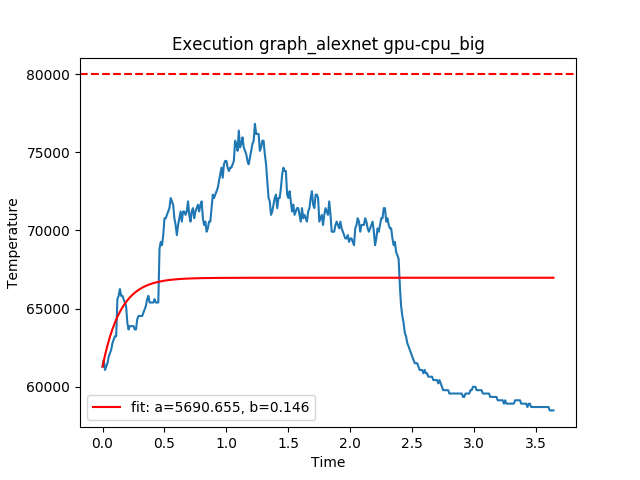 Execution graph_alexnet gpu-cpu_big
Temperature
80000
75000
70000
65000
60000
fit: a=5690.655, b=0.146
0.0 0.5 1.0 1.5 2.0 2.5 3.0 3.5
Time